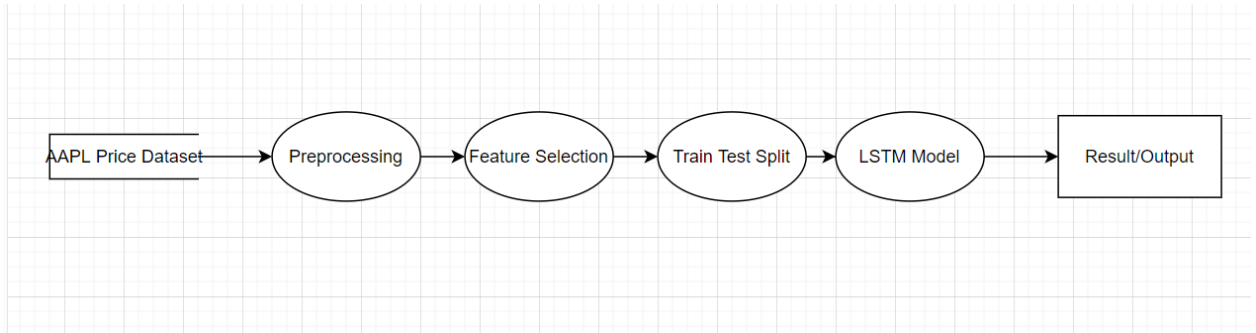 AAPL Price Dataset
Preprocessing
Feature Selection
Train Test Split
LSTM Model
Result/Output